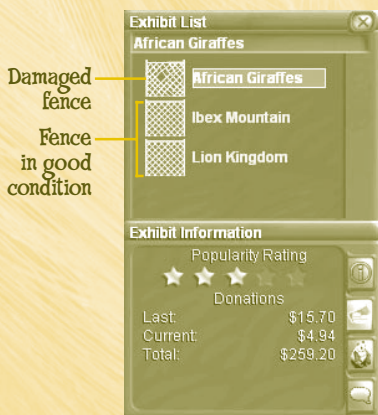 Exhibit List
African Giraffes
Damaged
fence
African Giraffes
Fence
in good
condition
Ibex Mountain
Lion Kingdom
Exhibit Information
Popularity Rating
Donations
Last: $15.70
Current: $4.94
Total: $259.20